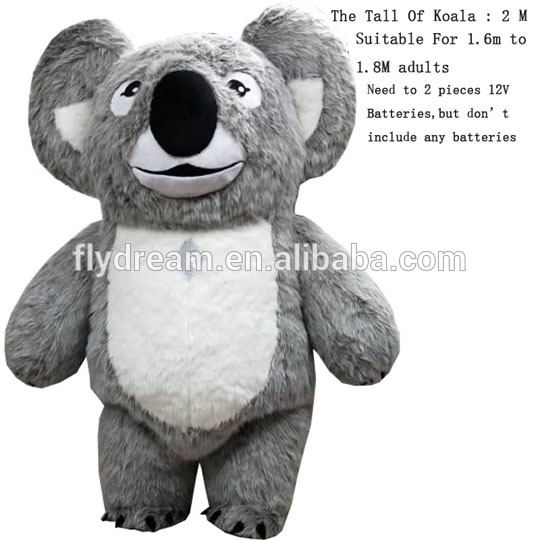 The Tall Of Koala : 2 M
Suitable For 1.6m to
1.8M adults
Need to 2 pieces 12V
Batteries,but don't
include any batteries
flydream.en.alibaba.com